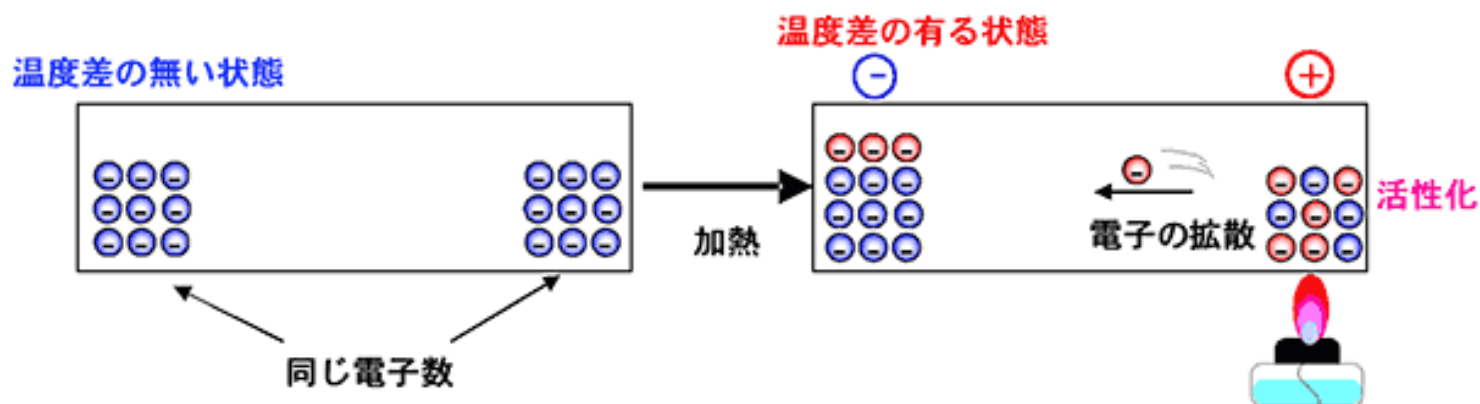 温度差の無い状態
温度差の有る状態
－
＋
加熱
電子の拡散
活性化
同じ電子数